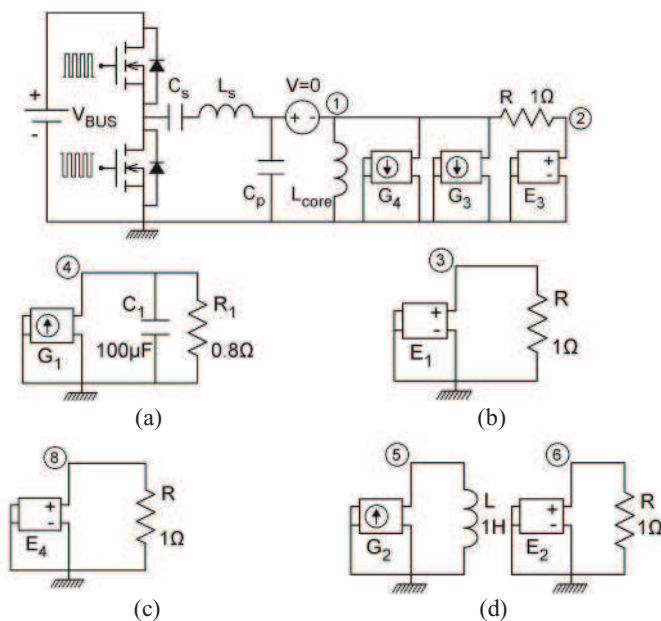 V=0
①
R 1Ω
②
C_s
L_s
+
V_BUS
-
+ -
C_p
L_core
G_4
G_3
+
-
E_3
④
③
G_1
C_1
100μF
R_1
0.8Ω
+
-
E_1
R
1Ω
(a)
(b)
⑧
⑤
⑥
+
-
E_4
R
1Ω
G_2
L
1H
+
-
E_2
R
1Ω
(c)
(d)